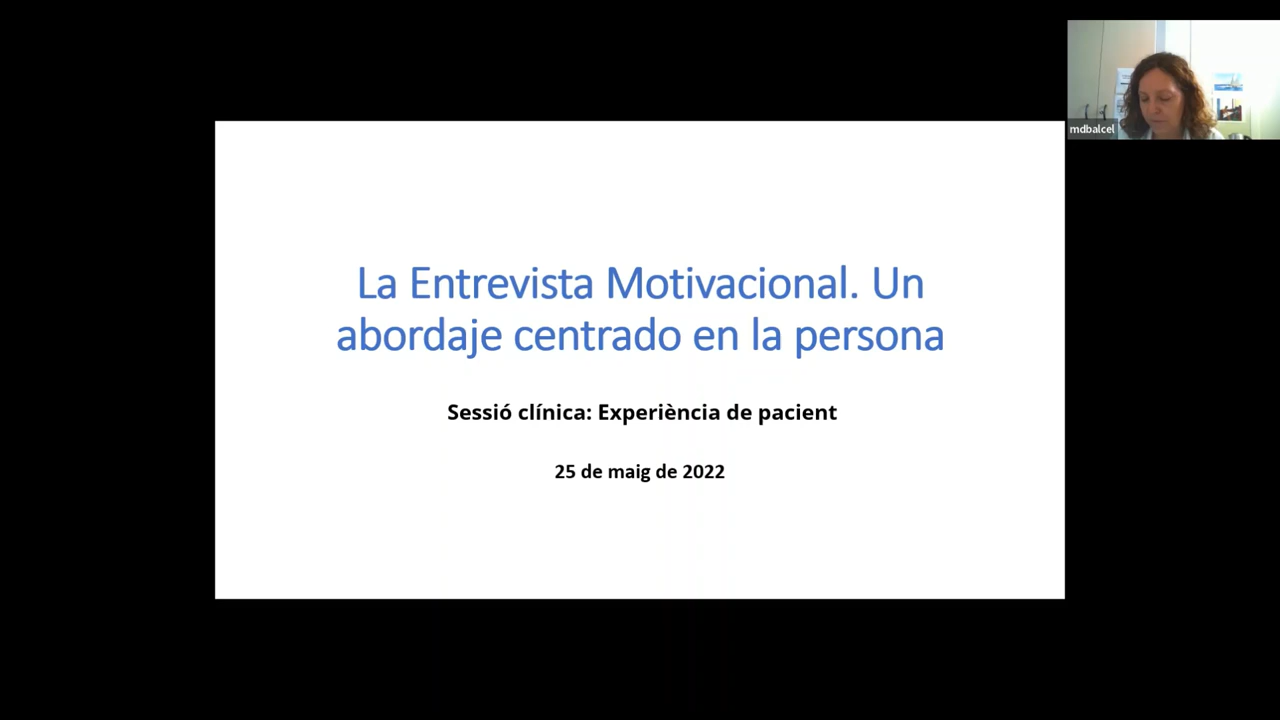 mdbalcel
La Entrevista Motivacional. Un
abordaje centrado en la persona
Sessió clínica: Experiència de pacient
25 de maig de 2022